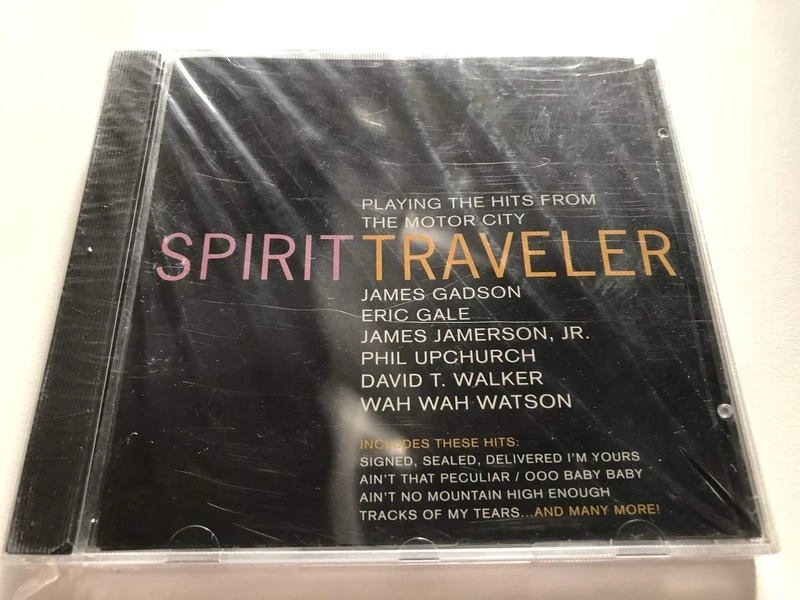 PLAYING THE HITS FROM
THE MOTOR CITY
SPIRIT TRAVELER
JAMES GADSON
ERIC GALE
JAMES JAMERSON, JR.
PHIL UPCHURCH
DAVID T. WALKER
WAH WAH WATSON
INCLUDES THESE HITS:
SIGNED, SEALED, DELIVERED I'M YOURS
AIN'T THAT PECULIAR / OOO BABY BABY
AIN'T NO MOUNTAIN HIGH ENOUGH
TRACKS OF MY TEARS...AND MANY MORE!